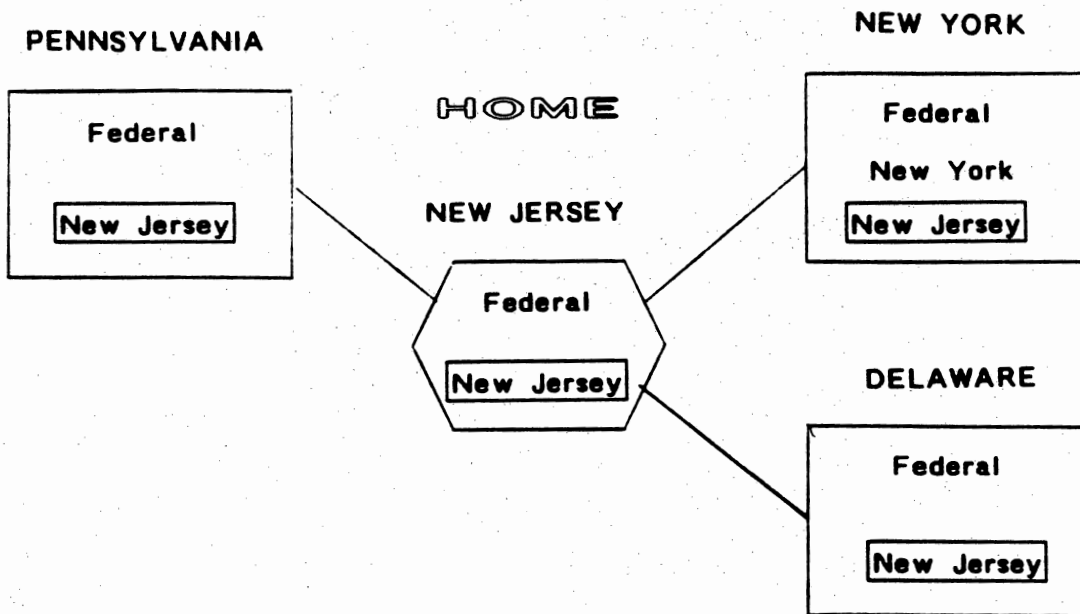 PENNSYLVANIA
Federal
New Jersey
HOME
NEW JERSEY
Federal
New Jersey
NEW YORK
Federal
New York
New Jersey
DELAWARE
Federal
New Jersey